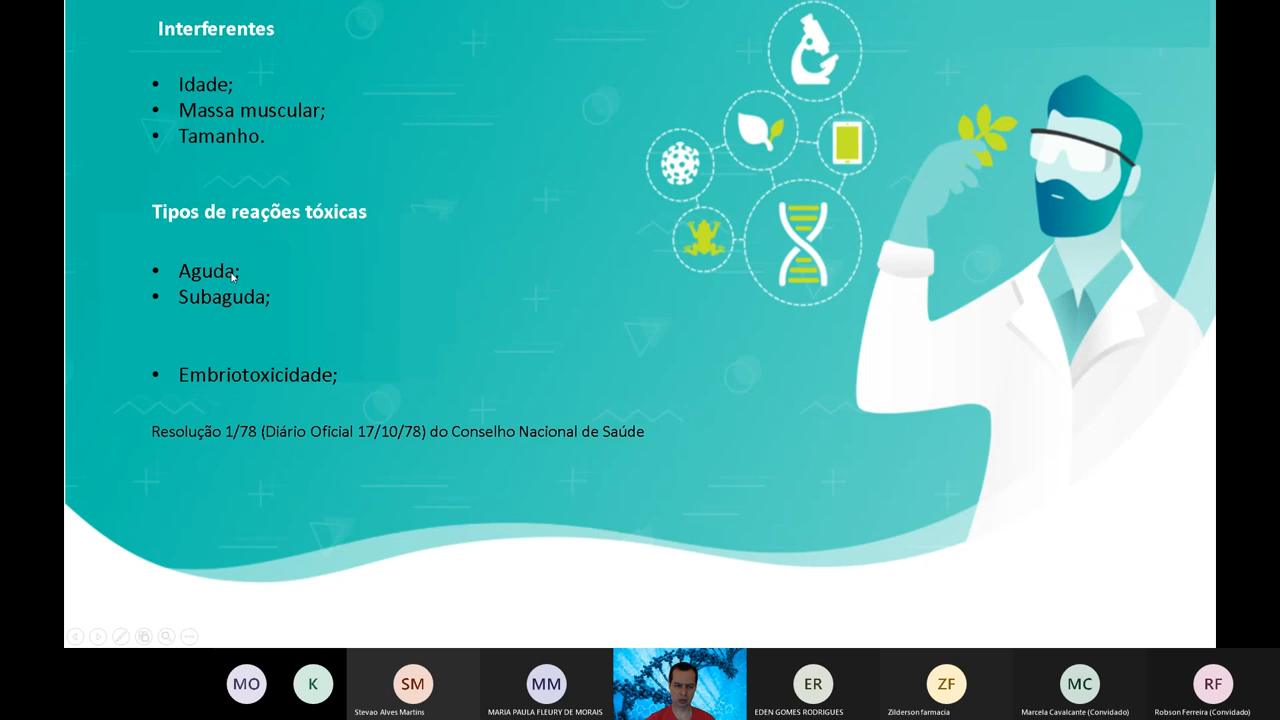 Interferentes
• Idade;
• Massa muscular;
• Tamanho.
Tipos de reações tóxicas
• Aguda;
• Subaguda;
• Embriotoxicidade;
Resolução 1/78 (Diário Oficial 17/10/78) do Conselho Nacional de Saúde
MO
K
SM
MM
ER
ZF
MC
RF
Stevao Alves Martins
MARIA PAULA FLEURY DE MORAIS
EDEN GOMES RODRIGUES
Zilderson farmacia
Marcela Cavalcante (Convidado)
Robson Ferreira (Convidado)